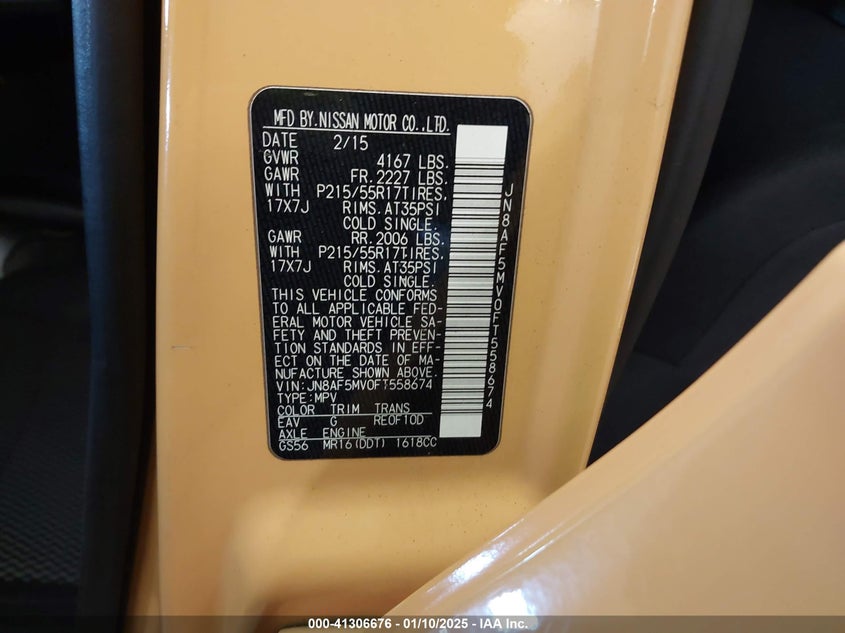 MFD BY.NISSAN MOTOR CO.,LTD.
DATE 2/15
GVWR 4167 LBS.
GAWR FR.2227 LBS.
WITH P215/55R17TIRES,
17X7J RIMS.AT35PSI
COLD SINGLE.
GAWR RR.2006 LBS.
WITH P215/55R17TIRES,
17X7J RIMS.AT35PSI
COLD SINGLE.
THIS VEHICLE CONFORMS
TO ALL APPLICABLE FED-
ERAL MOTOR VEHICLE SA-
FETY AND THEFT PREVEN-
TION STANDARDS IN EFF-
ECT ON THE DATE OF MA-
NUFACTURE SHOWN ABOVE.
VIN:JN8AF5MV0FT558674
TYPE:MPV
COLOR TRIM TRANS
EAV G RE0F10D
AXLE ENGINE
GS56 MR16(DDT) 1618CC
JN8AF5MV0FT558674
000-41306676 - 01/10/2025 - IAA Inc.